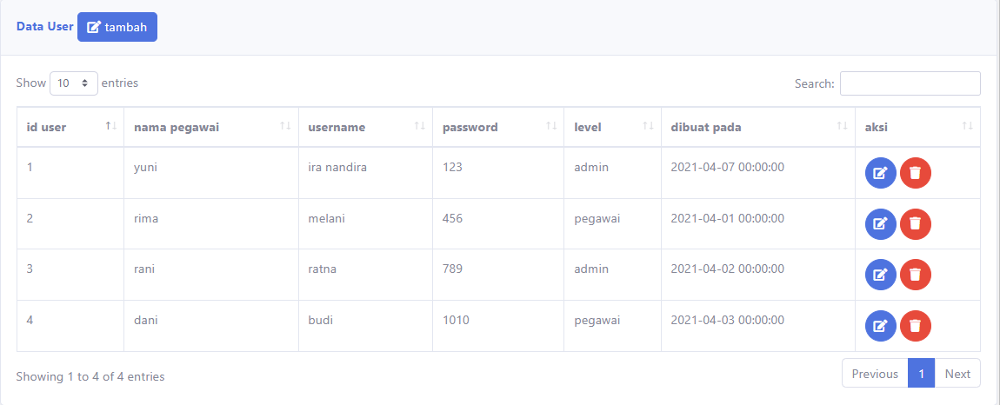 Data User tambah
Show 10 entries Search:
id user nama pegawai username password level dibuat pada aksi
1 yuni ira nandira 123 admin 2021-04-07 00:00:00
2 rima melani 456 pegawai 2021-04-01 00:00:00
3 rani ratna 789 admin 2021-04-02 00:00:00
4 dani budi 1010 pegawai 2021-04-03 00:00:00
Showing 1 to 4 of 4 entries Previous 1 Next